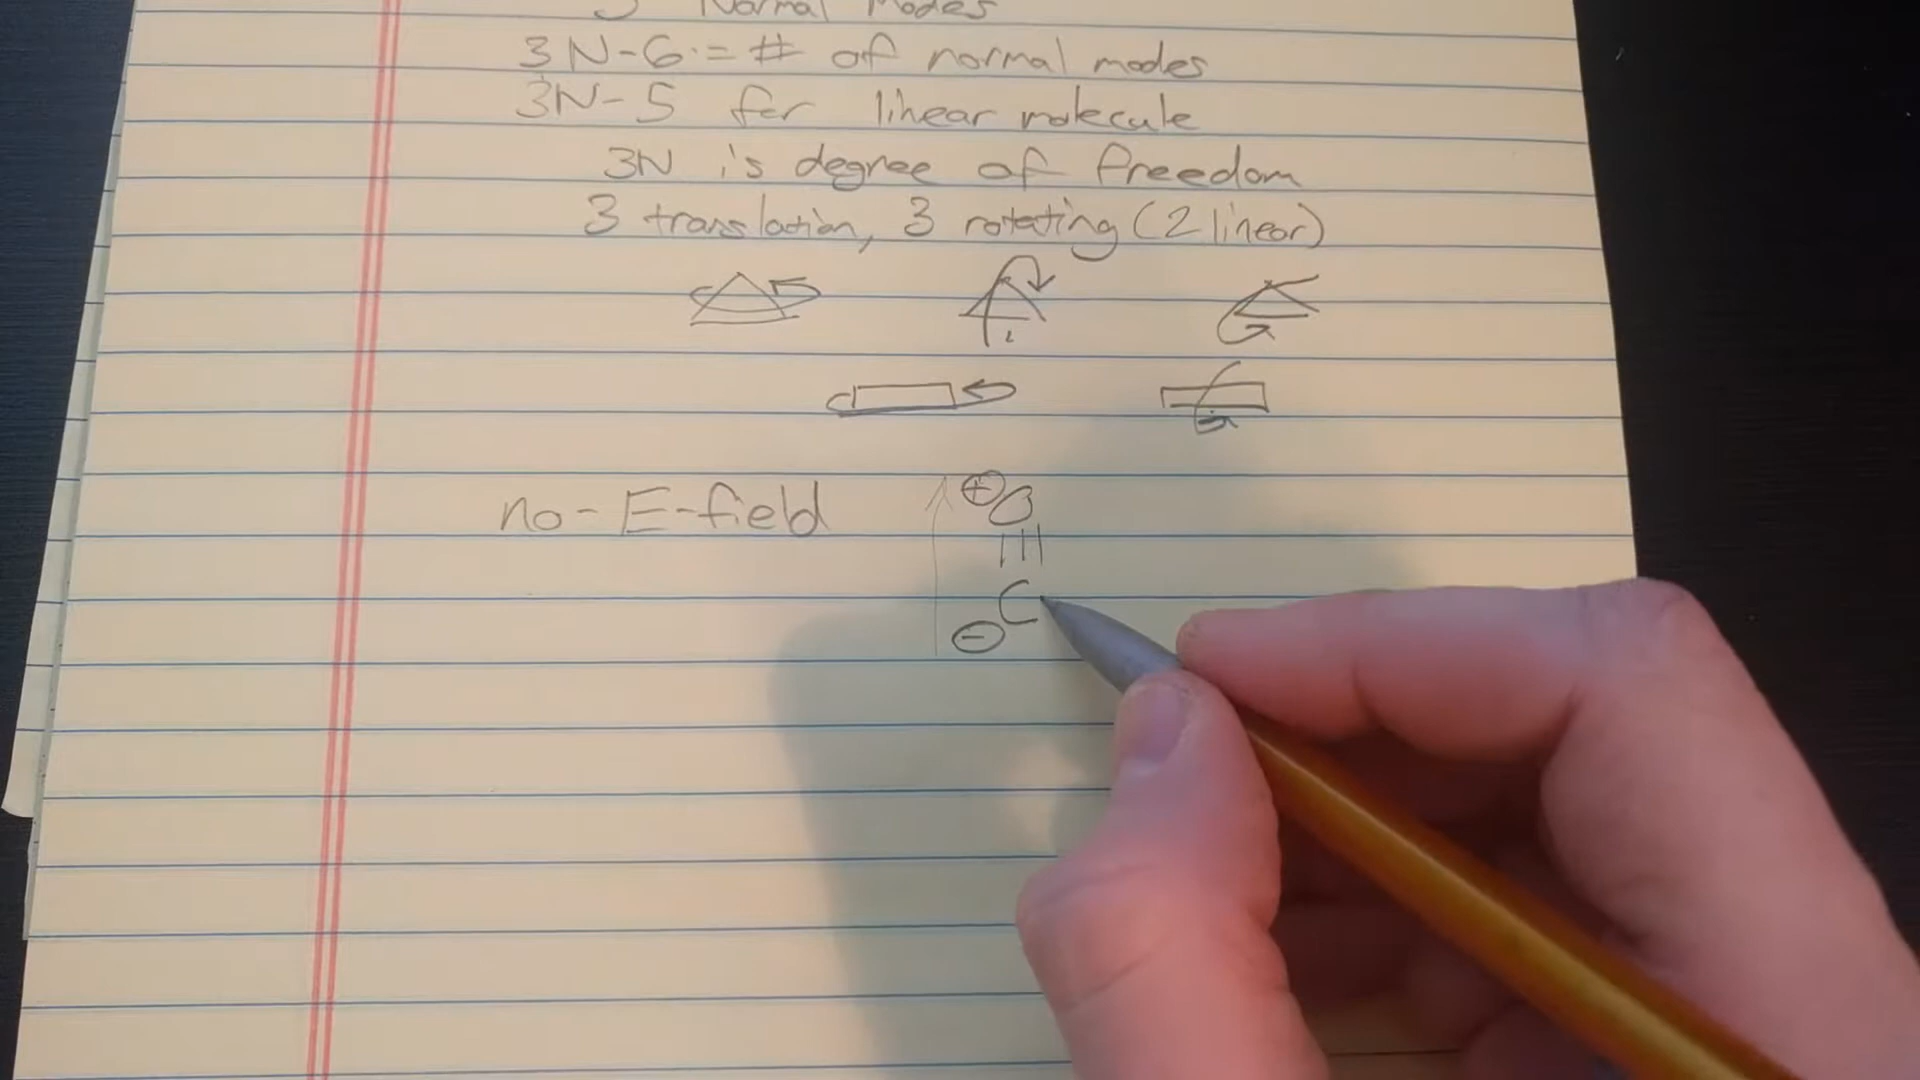 Normal Modes
3N-6 = # of normal modes
3N-5 for linear molecule
3N is degree of freedom
3 translation, 3 rotating (2 linear)
no-E-field
+ O
C
-